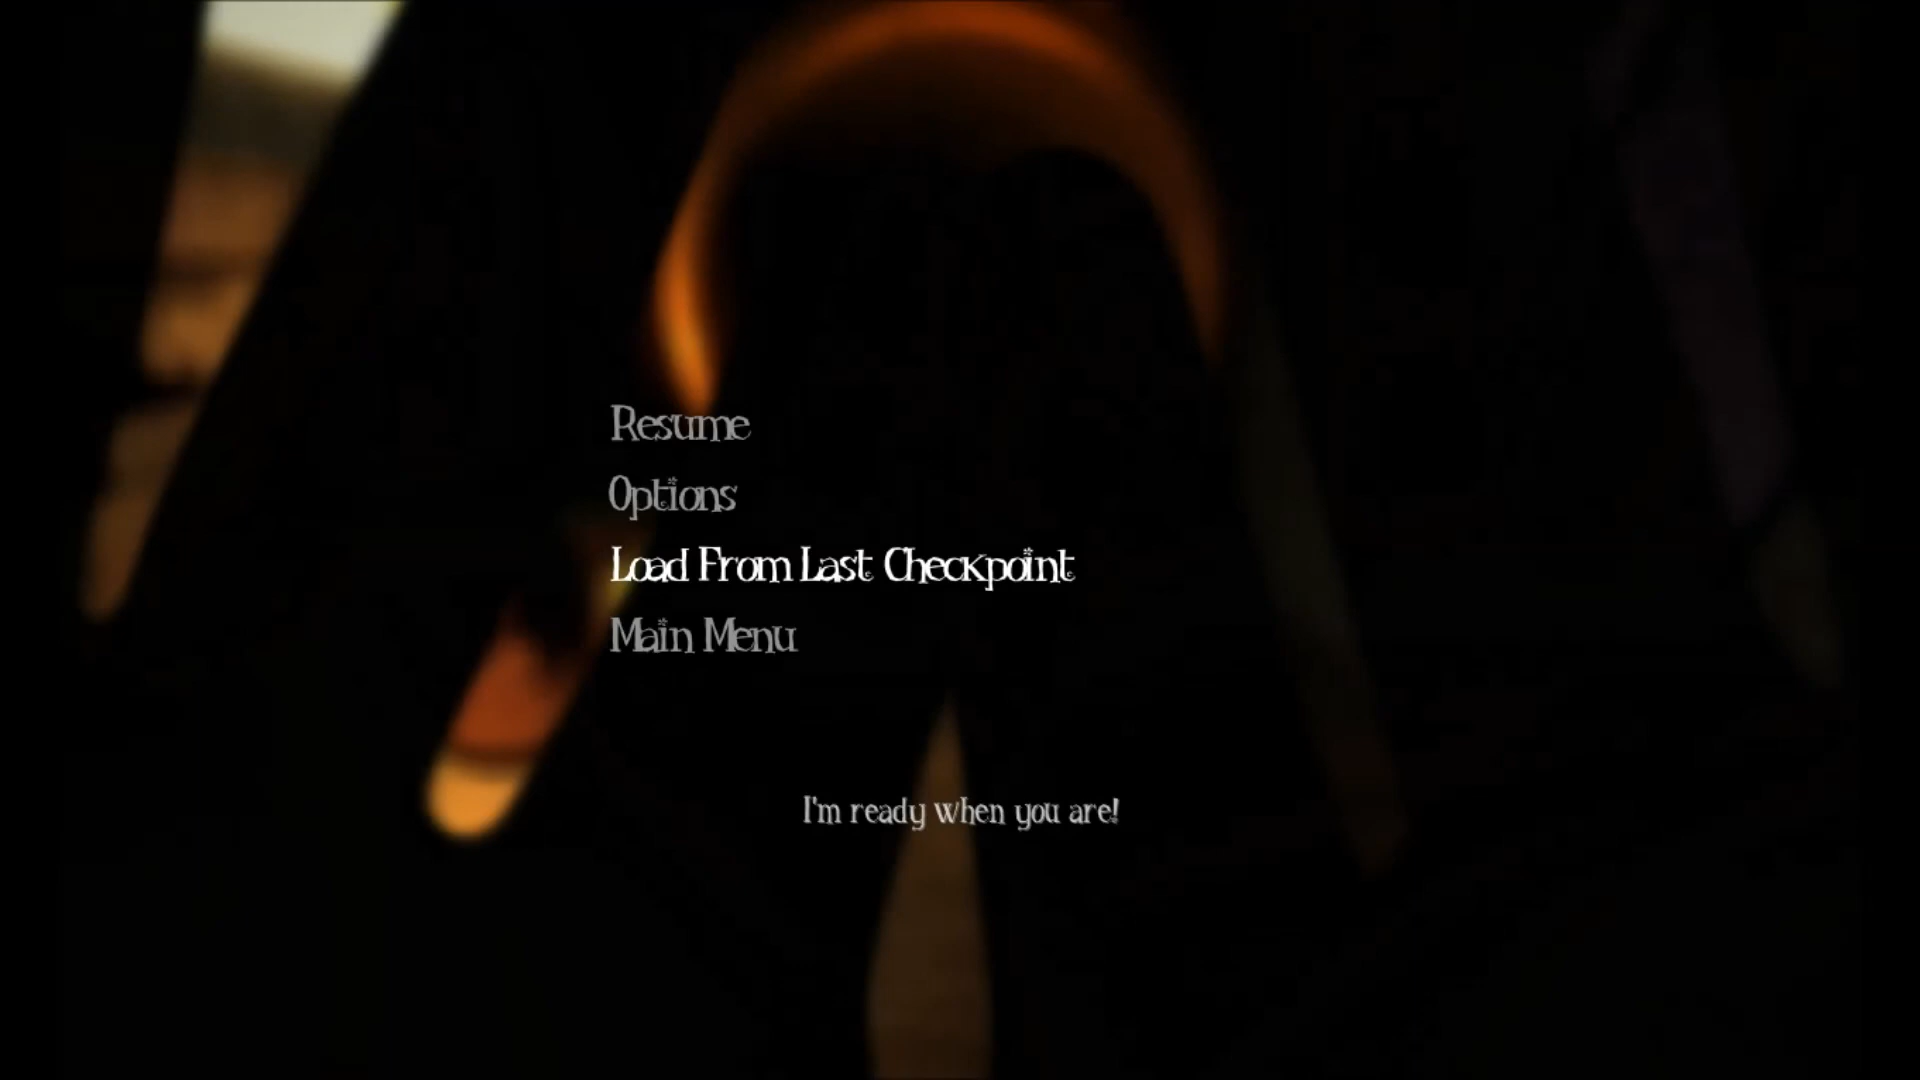 Resume
Options
Load From Last Checkpoint
Main Menu
I'm ready when you are!